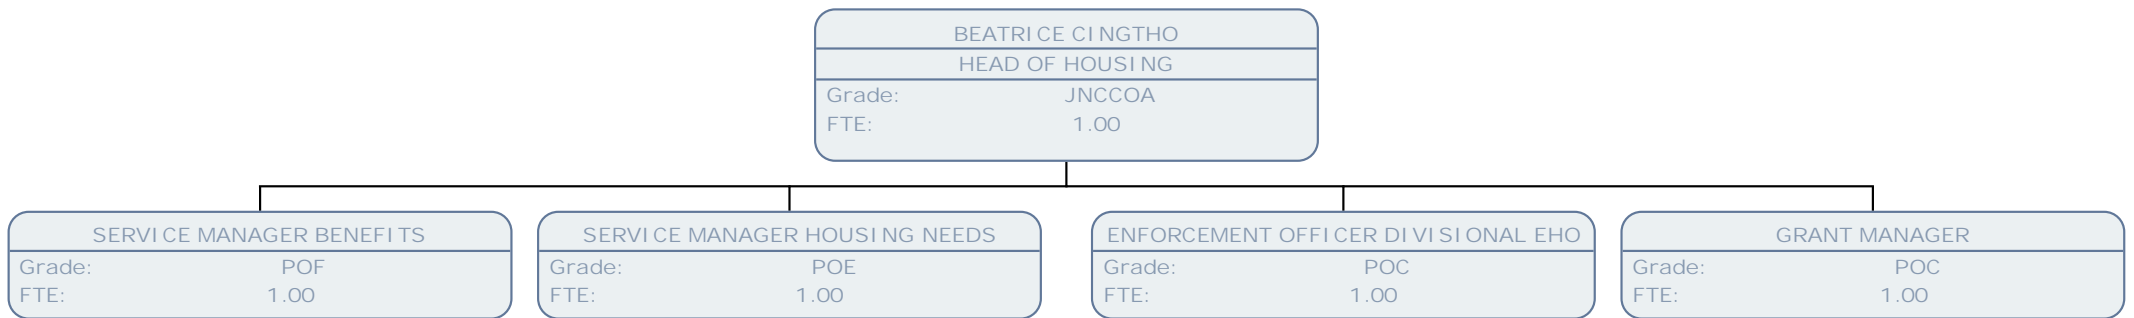 BEATRICE CINGTHO
HEAD OF HOUSING
Grade: JNCCOA
FTE: 1.00
SERVICE MANAGER BENEFITS
Grade: POF
FTE: 1.00
SERVICE MANAGER HOUSING NEEDS
Grade: POE
FTE: 1.00
ENFORCEMENT OFFICER DIVISIONAL EHO
Grade: POC
FTE: 1.00
GRANT MANAGER
Grade: POC
FTE: 1.00